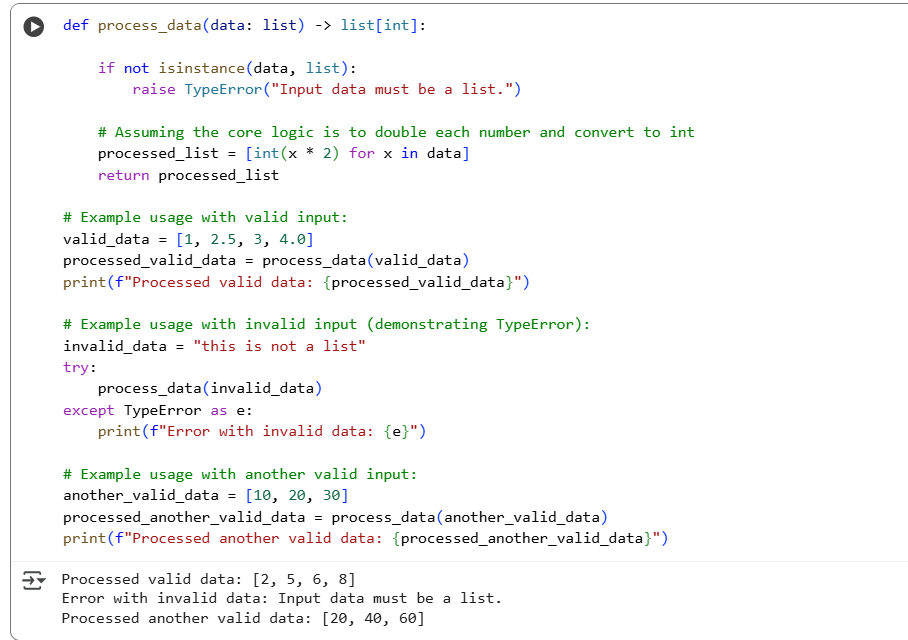 def process_data(data: list) -> list[int]:
    if not isinstance(data, list):
        raise TypeError("Input data must be a list.")
    # Assuming the core logic is to double each number and convert to int
    processed_list = [int(x * 2) for x in data]
    return processed_list
# Example usage with valid input:
valid_data = [1, 2.5, 3, 4.0]
processed_valid_data = process_data(valid_data)
print(f"Processed valid data: {processed_valid_data}")
# Example usage with invalid input (demonstrating TypeError):
invalid_data = "this is not a list"
try:
    process_data(invalid_data)
except TypeError as e:
    print(f"Error with invalid data: {e}")
# Example usage with another valid input:
another_valid_data = [10, 20, 30]
processed_another_valid_data = process_data(another_valid_data)
print(f"Processed another valid data: {processed_another_valid_data}")
Processed valid data: [2, 5, 6, 8]
Error with invalid data: Input data must be a list.
Processed another valid data: [20, 40, 60]